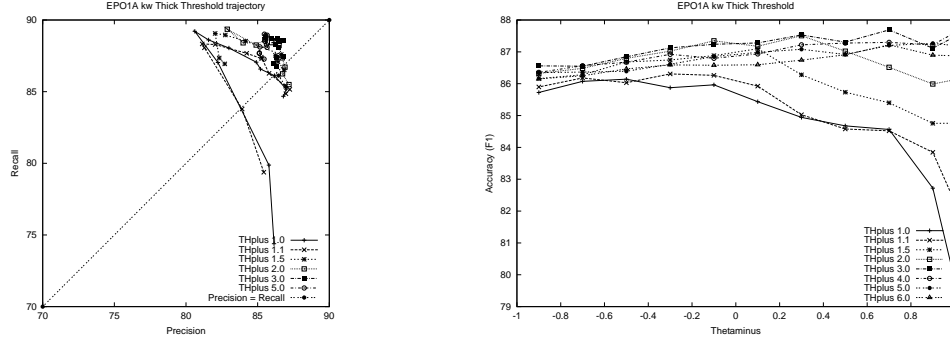 EPO1A kw Thick Threshold trajectory
90
85
80
75
70
70 75 80 85 90
Recall
Precision
THplus 1.0
THplus 1.1
THplus 1.5
THplus 2.0
THplus 3.0
THplus 5.0
Precision = Recall
EPO1A kw Thick Threshold
88
87
86
85
84
83
82
81
80
79
-1 -0.8 -0.6 -0.4 -0.2 0 0.2 0.4 0.6 0.8
Accuracy (F1)
Thetaminus
THplus 1.0
THplus 1.1
THplus 1.5
THplus 2.0
THplus 3.0
THplus 4.0
THplus 5.0
THplus 6.0